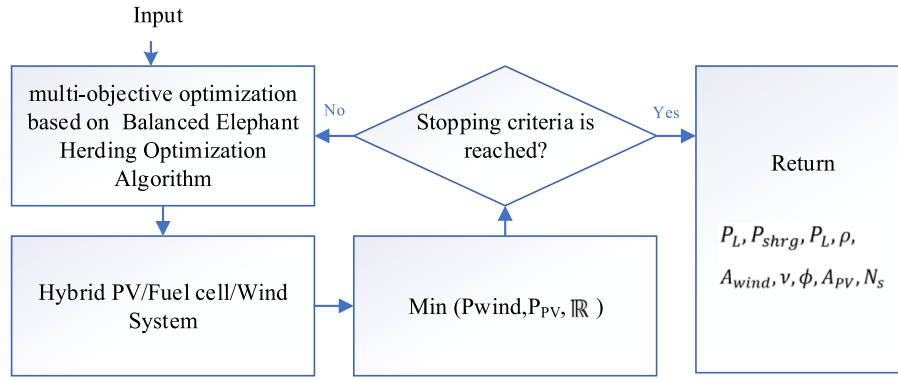 Input
multi-objective optimization
based on Balanced Elephant
Herding Optimization
Algorithm
No
Stopping criteria is
reached?
Yes
Return
P_L, P_shrg, P_L, ρ,
A_wind, ν, ϕ, A_PV, N_s
Hybrid PV/Fuel cell/Wind
System
Min (Pwind,P_PV, ℝ )